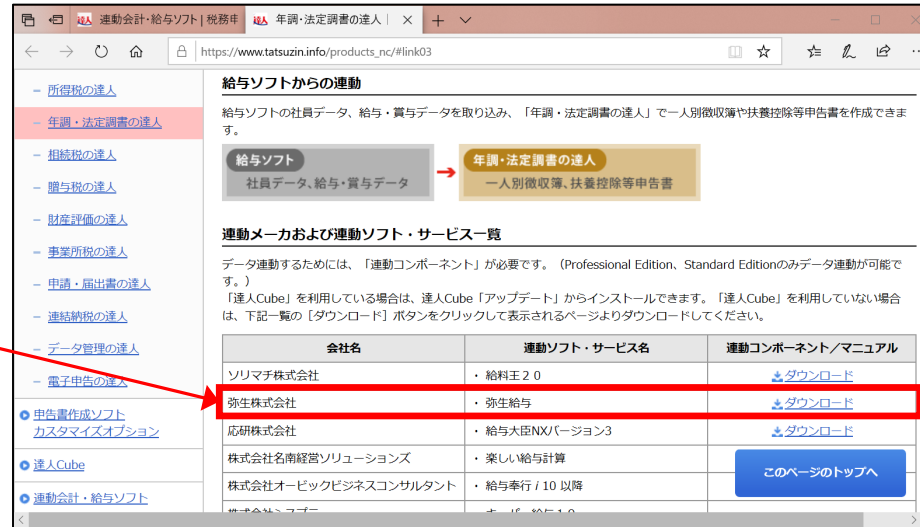 連動会計・給与ソフト | 税務申
年調・法定調書の達人 |
https://www.tatsuzin.info/products_nc/#link03
所得税の達人
年調・法定調書の達人
相続税の達人
贈与税の達人
財産評価の達人
事業所税の達人
申請・届出書の達人
連結納税の達人
データ管理の達人
電子申告の達人
申告書作成ソフト
カスタマイズオプション
達人Cube
連動会計・給与ソフト
給与ソフトからの連動
給与ソフトの社員データ、給与・賞与データを取り込み、「年調・法定調書の達人」で一人別徴収簿や扶養控除等申告書を作成できま
す。
給与ソフト
社員データ、給与・賞与データ
年調・法定調書の達人
一人別徴収簿、扶養控除等申告書
連動メーカおよび連動ソフト・サービス一覧
データ連動するためには、「連動コンポーネント」が必要です。（Professional Edition、Standard Editionのみデータ連動が可能で
す。）
「達人Cube」を利用している場合は、達人Cube「アップデート」からインストールできます。「達人Cube」を利用していない場合
は、下記一覧の［ダウンロード］ボタンをクリックして表示されるページよりダウンロードしてください。
会社名 連動ソフト・サービス名 連動コンポーネント／マニュアル
ソリマチ株式会社 ・ 給料王２０ ダウンロード
弥生株式会社 ・ 弥生給与 ダウンロード
応研株式会社 ・ 給与大臣NXバージョン3 ダウンロード
株式会社名南経営ソリューションズ ・ 楽しい給与計算
株式会社オービックビジネスコンサルタント ・ 給与奉行 i 10 以降
このページのトップへ